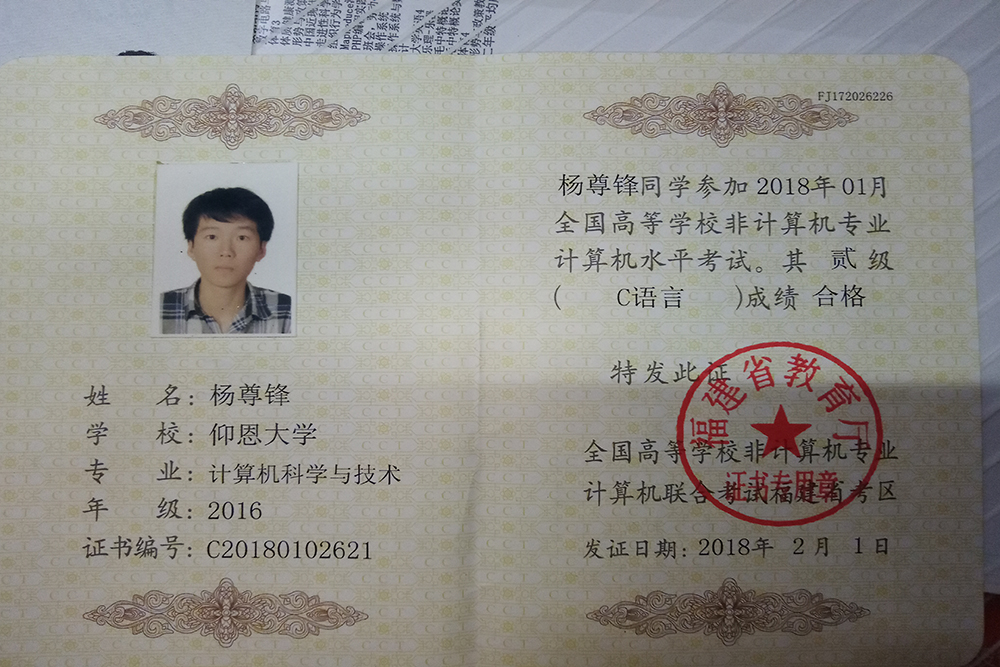 姓 名：杨尊锋
学 校：仰恩大学
专 业：计算机科学与技术
年 级：2016
证书编号：C20180102621
FJ172026226
杨尊锋同学参加 2018年 01月
全国高等学校非计算机专业
计算机水平考试。其 贰 级
( C语言 )成绩 合格
特发此证
全国高等学校非计算机专业
计算机联合考试福建省考区
发证日期：2018年 2月 1日
福建省教育厅
证书专用章